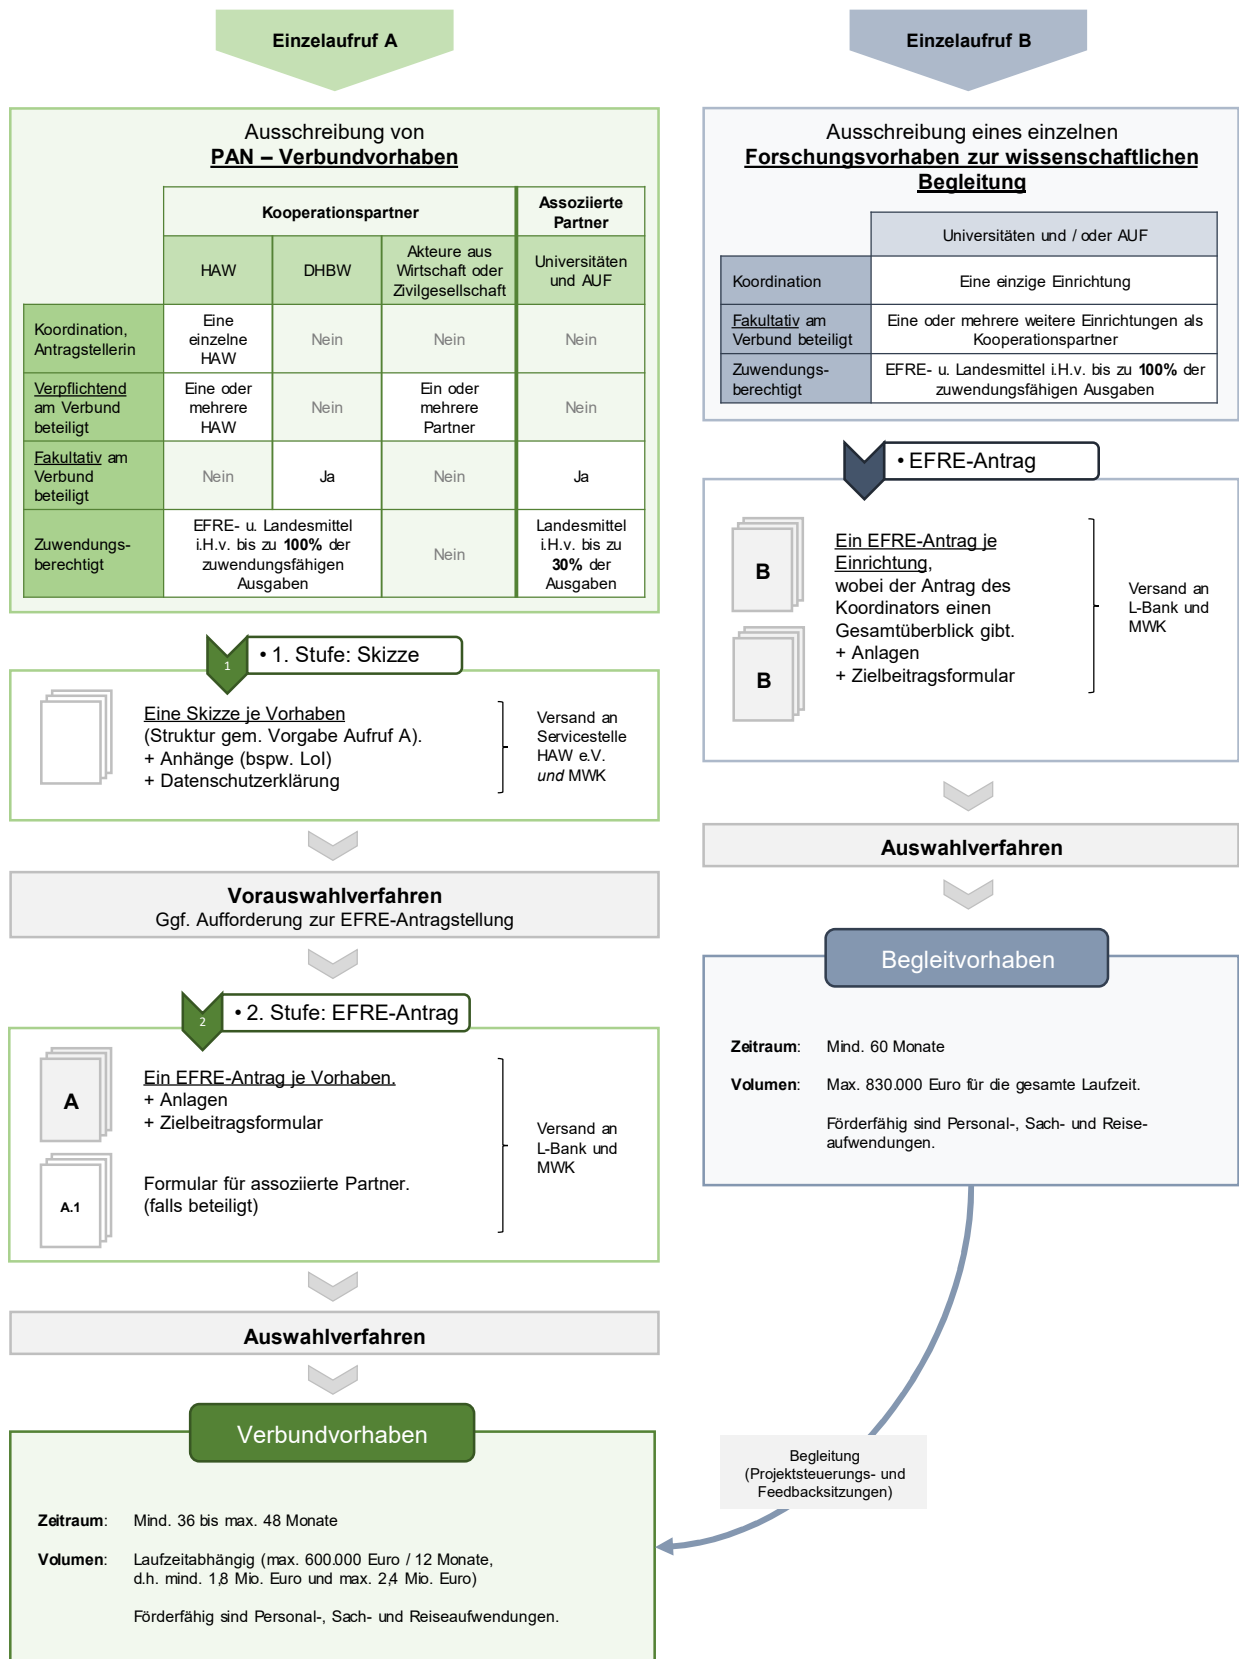 Einzelaufruf A
Ausschreibung von
PAN – Verbundvorhaben
Kooperationspartner
Assoziierte
Partner
HAW
DHBW
Akteure aus
Wirtschaft oder
Zivilgesellschaft
Universitäten
und AUF
Koordination,
Antragstellerin
Eine
einzelne
HAW
Nein
Nein
Nein
Verpflichtend
am Verbund
beteiligt
Eine oder
mehrere
HAW
Nein
Ein oder
mehrere
Partner
Nein
Fakultativ am
Verbund
beteiligt
Nein
Ja
Nein
Ja
Zuwendungs-
berechtigt
EFRE- u. Landesmittel
i.H.v. bis zu 100% der
zuwendungsfähigen
Ausgaben
Nein
Landesmittel
i.H.v. bis zu
30% der
Ausgaben
1
• 1. Stufe: Skizze
Eine Skizze je Vorhaben
(Struktur gem. Vorgabe Aufruf A).
+ Anhänge (bspw. LoI)
+ Datenschutzerklärung
Versand an
Servicestelle
HAW e.V.
und MWK
Vorauswahlverfahren
Ggf. Aufforderung zur EFRE-Antragstellung
2
• 2. Stufe: EFRE-Antrag
A
Ein EFRE-Antrag je Vorhaben.
+ Anlagen
+ Zielbeitragsformular
A.1
Formular für assoziierte Partner.
(falls beteiligt)
Versand an
L-Bank und
MWK
Auswahlverfahren
Verbundvorhaben
Zeitraum: Mind. 36 bis max. 48 Monate
Volumen: Laufzeitabhängig (max. 600.000 Euro / 12 Monate,
d.h. mind. 1,8 Mio. Euro und max. 2,4 Mio. Euro)
Förderfähig sind Personal-, Sach- und Reiseaufwendungen.
Einzelaufruf B
Ausschreibung eines einzelnen
Forschungsvorhaben zur wissenschaftlichen
Begleitung
Universitäten und / oder AUF
Koordination
Eine einzige Einrichtung
Fakultativ am
Verbund beteiligt
Eine oder mehrere weitere Einrichtungen als
Kooperationspartner
Zuwendungs-
berechtigt
EFRE- u. Landesmittel i.H.v. bis zu 100% der
zuwendungsfähigen Ausgaben
• EFRE-Antrag
B
B
Ein EFRE-Antrag je
Einrichtung,
wobei der Antrag des
Koordinators einen
Gesamtüberblick gibt.
+ Anlagen
+ Zielbeitragsformular
Versand an
L-Bank und
MWK
Auswahlverfahren
Begleitvorhaben
Zeitraum: Mind. 60 Monate
Volumen: Max. 830.000 Euro für die gesamte Laufzeit.
Förderfähig sind Personal-, Sach- und Reise-
aufwendungen.
Begleitung
(Projektsteuerungs- und
Feedbacksitzungen)